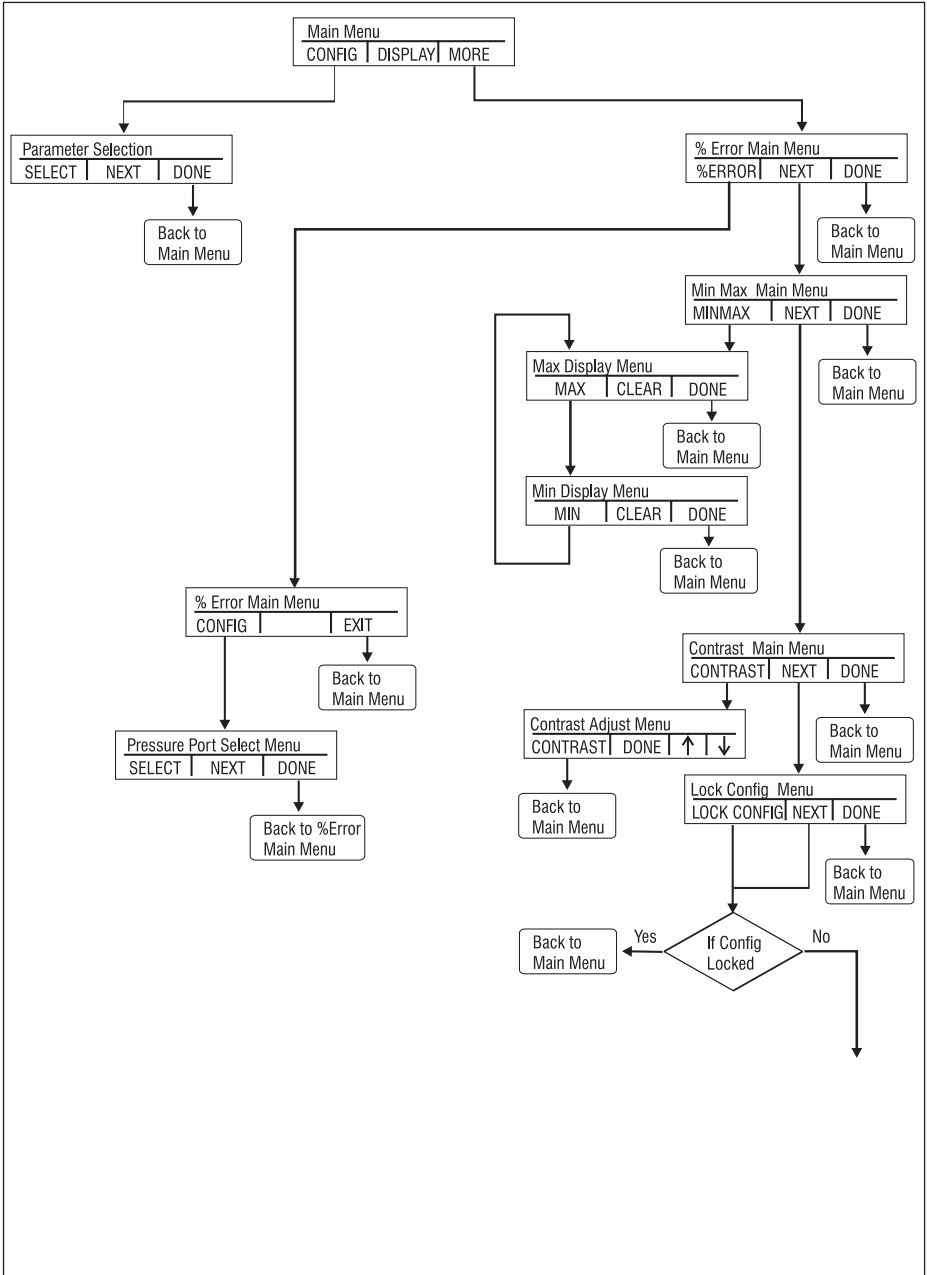 Main Menu
CONFIG DISPLAY MORE
Parameter Selection
SELECT NEXT DONE
Back to
Main Menu
% Error Main Menu
%ERROR NEXT DONE
Back to
Main Menu
Min Max Main Menu
MINMAX NEXT DONE
Back to
Main Menu
Max Display Menu
MAX CLEAR DONE
Back to
Main Menu
Min Display Menu
MIN CLEAR DONE
Back to
Main Menu
% Error Main Menu
CONFIG EXIT
Back to
Main Menu
Pressure Port Select Menu
SELECT NEXT DONE
Back to %Error
Main Menu
Contrast Main Menu
CONTRAST NEXT DONE
Back to
Main Menu
Contrast Adjust Menu
CONTRAST DONE ↑ ↓
Back to
Main Menu
Lock Config Menu
LOCK CONFIG NEXT DONE
Back to
Main Menu
If Config
Locked
Yes
No
Back to
Main Menu